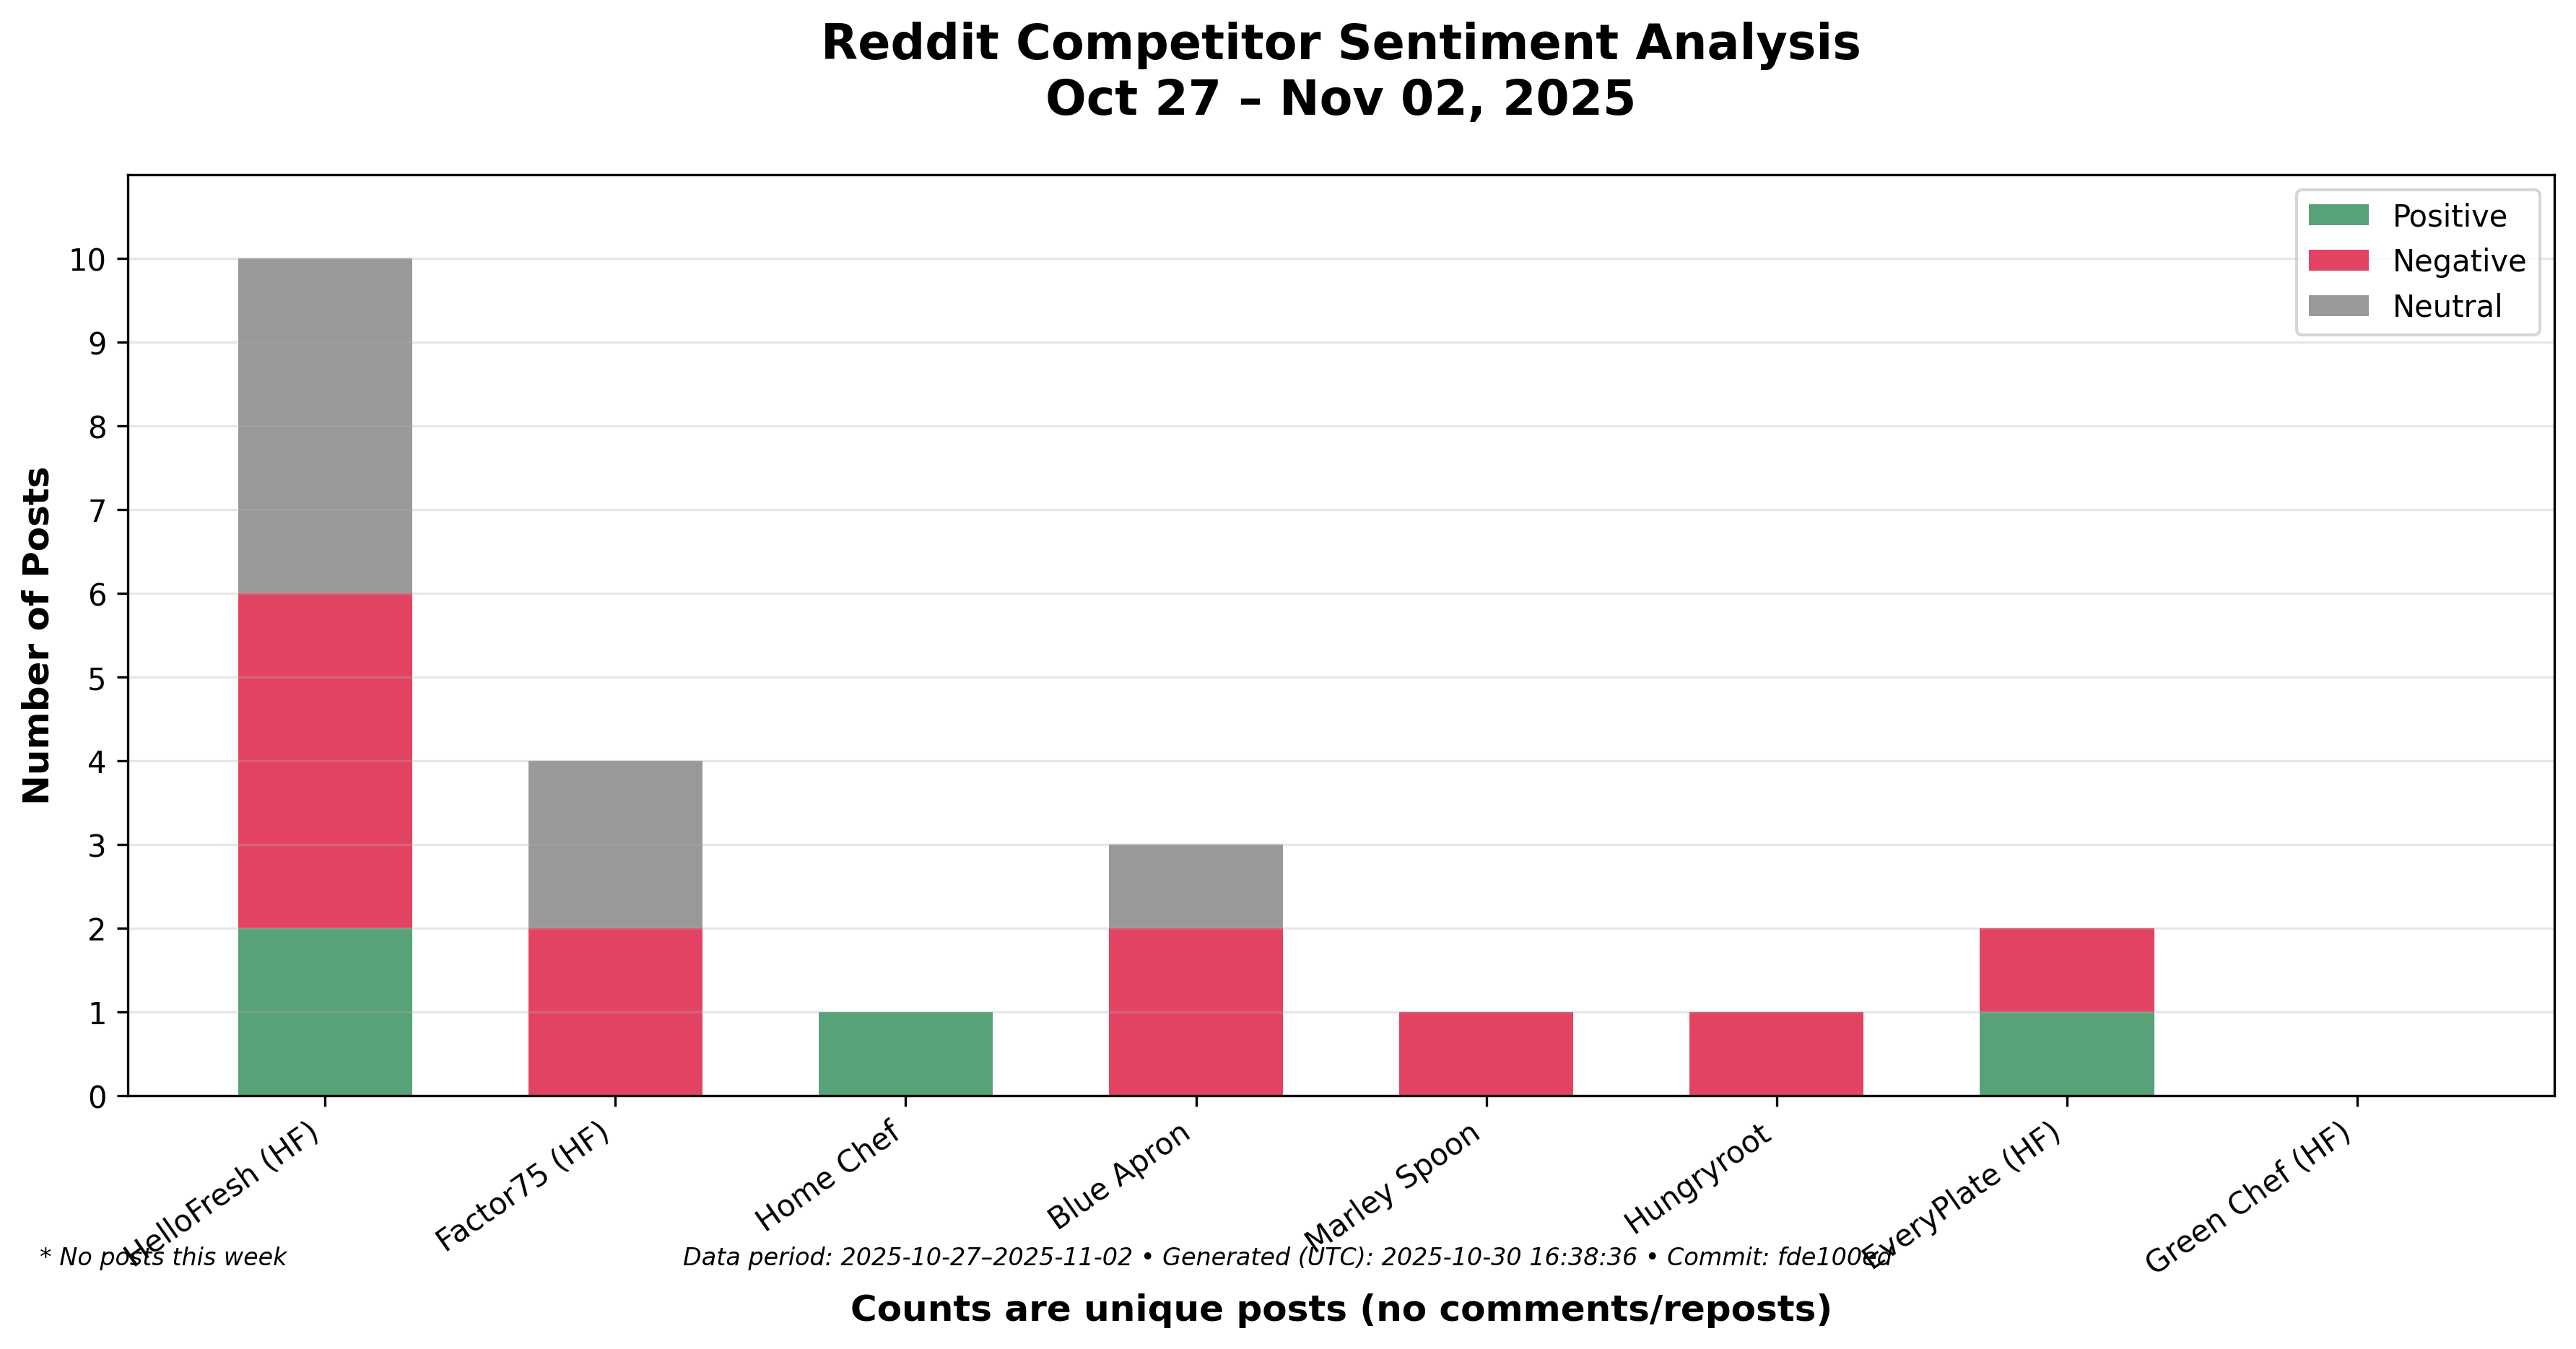 Reddit Competitor Sentiment Analysis
Oct 27 – Nov 02, 2025
Positive
Negative
Neutral
Number of Posts
10
9
8
7
6
5
4
3
2
1
0
HelloFresh (HF)
Factor75 (HF)
Home Chef
Blue Apron
Marley Spoon
Hungryroot
EveryPlate (HF)
Green Chef (HF)
* No posts this week
Data period: 2025-10-27–2025-11-02 • Generated (UTC): 2025-10-30 16:38:36 • Commit: fde100ed
Counts are unique posts (no comments/reposts)